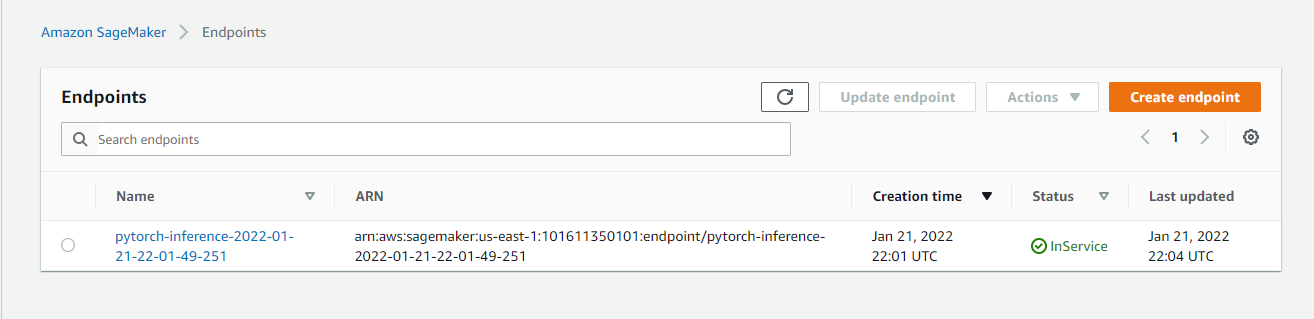 Amazon SageMaker > Endpoints
Endpoints
Update endpoint
Actions
Create endpoint
Search endpoints
1
Name ARN Creation time Status Last updated
pytorch-inference-2022-01- arn:aws:sagemaker:us-east-1:101611350101:endpoint/pytorch-inference- Jan 21, 2022 InService Jan 21, 2022
21-22-01-49-251 2022-01-21-22-01-49-251 22:01 UTC 22:04 UTC